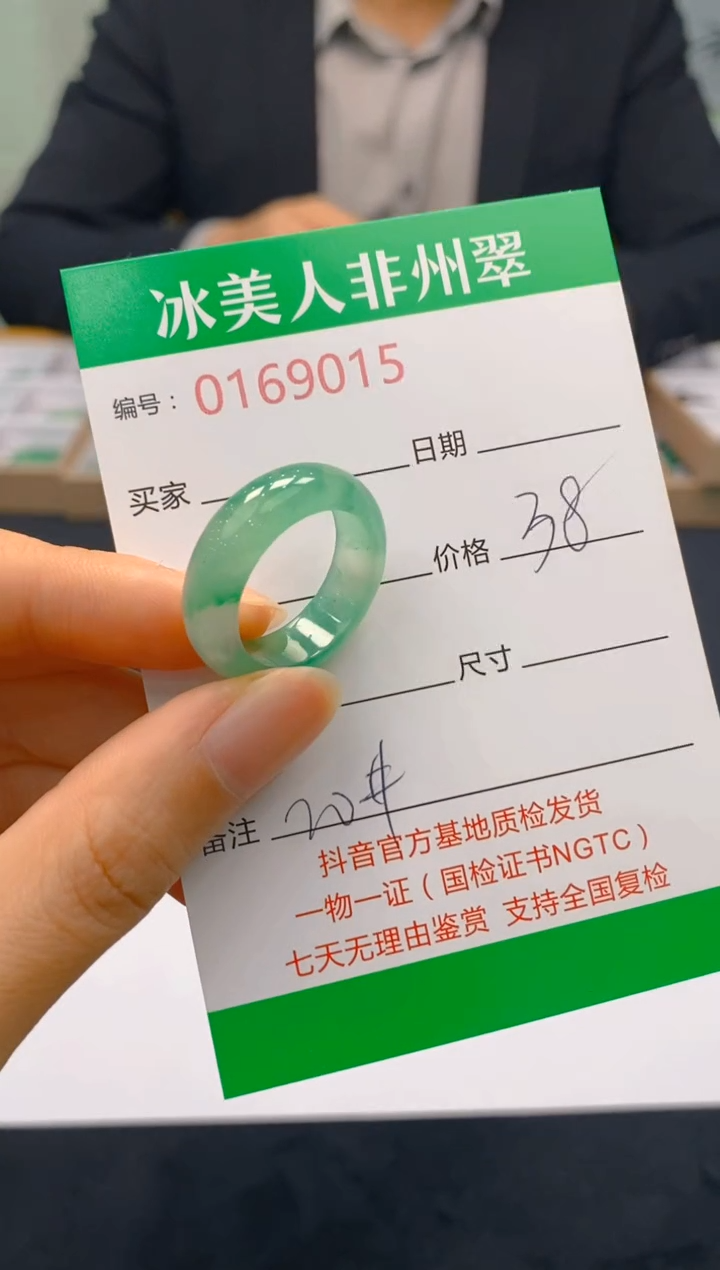 冰美人非州翠
编号：0169015
买家 日期
价格 38
尺寸
备注 20#
抖音官方基地质检发货
一物一证（国检证书NGTC）
七天无理由鉴赏 支持全国复检